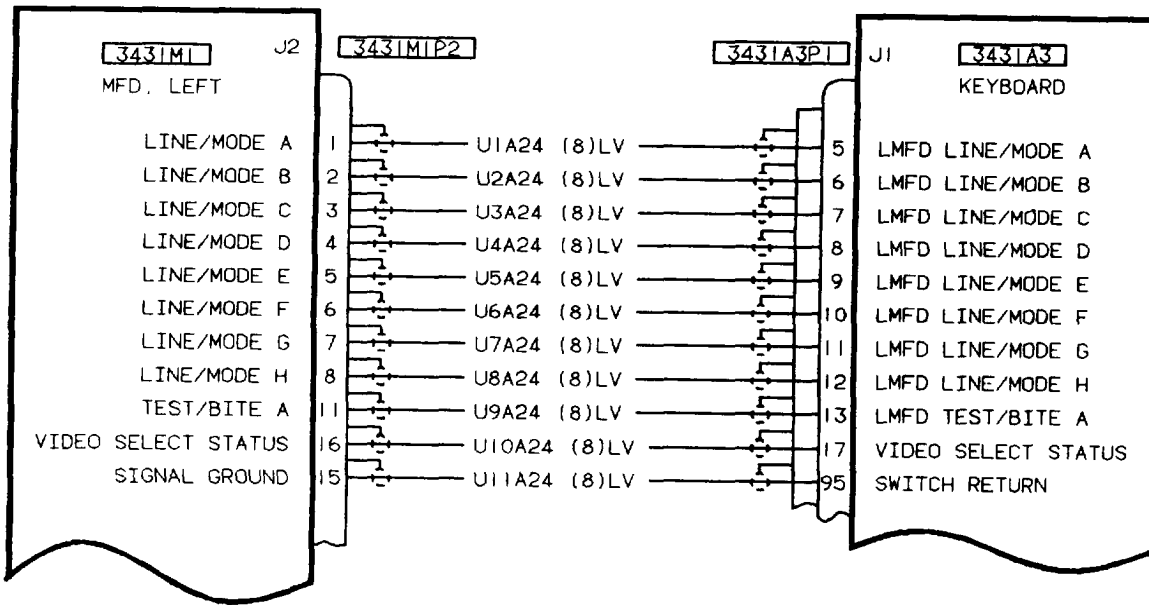 3431M1 J2 3431M1P2 3431A3P1 J1 3431A3
MFD, LEFT KEYBOARD
LINE/MODE A 1 U1A24 (8)LV 5 LMFD LINE/MODE A
LINE/MODE B 2 U2A24 (8)LV 6 LMFD LINE/MODE B
LINE/MODE C 3 U3A24 (8)LV 7 LMFD LINE/MODE C
LINE/MODE D 4 U4A24 (8)LV 8 LMFD LINE/MODE D
LINE/MODE E 5 U5A24 (8)LV 9 LMFD LINE/MODE E
LINE/MODE F 6 U6A24 (8)LV 10 LMFD LINE/MODE F
LINE/MODE G 7 U7A24 (8)LV 11 LMFD LINE/MODE G
LINE/MODE H 8 U8A24 (8)LV 12 LMFD LINE/MODE H
TEST/BITE A 11 U9A24 (8)LV 13 LMFD TEST/BITE A
VIDEO SELECT STATUS 16 U10A24 (8)LV 17 VIDEO SELECT STATUS
SIGNAL GROUND 15 U11A24 (8)LV 95 SWITCH RETURN